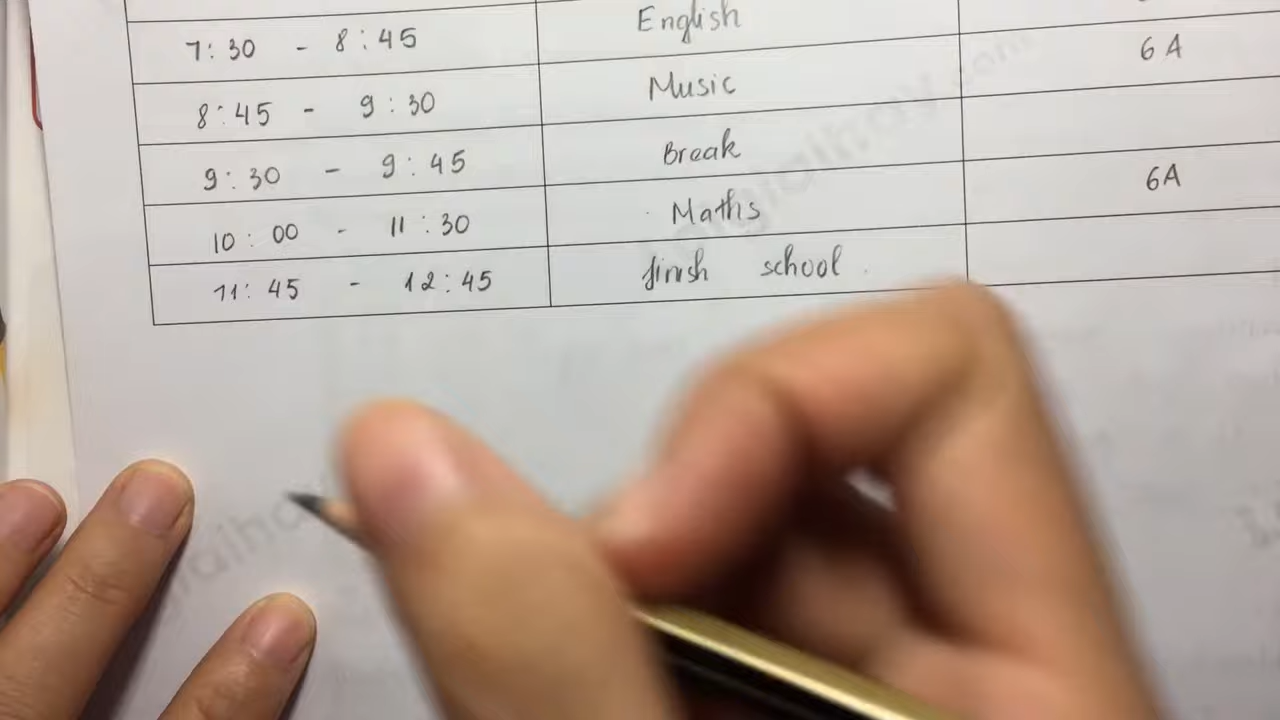 7:30 - 8:45 English
8:45 - 9:30 Music 6A
9:30 - 9:45 Break
10:00 - 11:30 Maths 6A
11:45 - 12:45 finish school